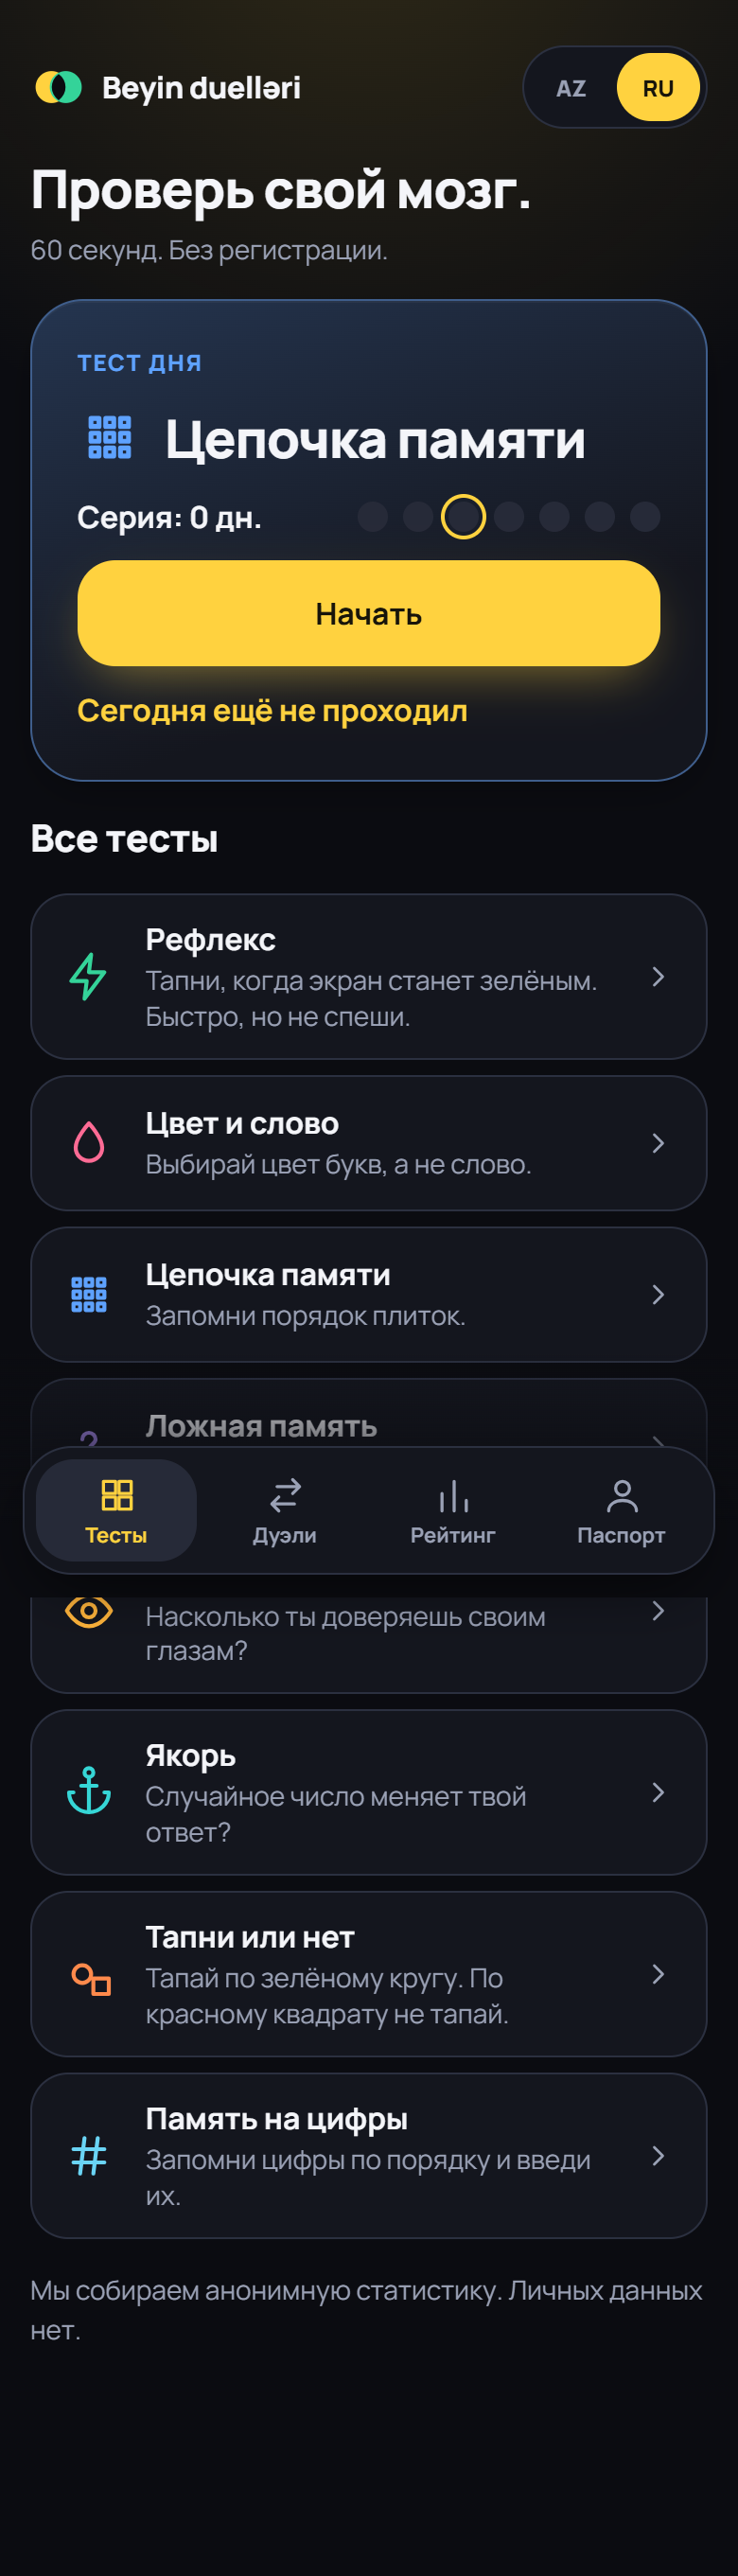 Beyin duelləri
AZ
RU
Проверь свой мозг.
60 секунд. Без регистрации.
ТЕСТ ДНЯ
Цепочка памяти
Серия: 0 дн.
Начать
Сегодня ещё не проходил
Все тесты
Рефлекс
Тапни, когда экран станет зелёным.
Быстро, но не спеши.
Цвет и слово
Выбирай цвет букв, а не слово.
Цепочка памяти
Запомни порядок плиток.
Ложная память
Тесты
Дуэли
Рейтинг
Паспорт
Насколько ты доверяешь своим
глазам?
Якорь
Случайное число меняет твой
ответ?
Тапни или нет
Тапай по зелёному кругу. По
красному квадрату не тапай.
Память на цифры
Запомни цифры по порядку и введи
их.
Мы собираем анонимную статистику. Личных данных
нет.